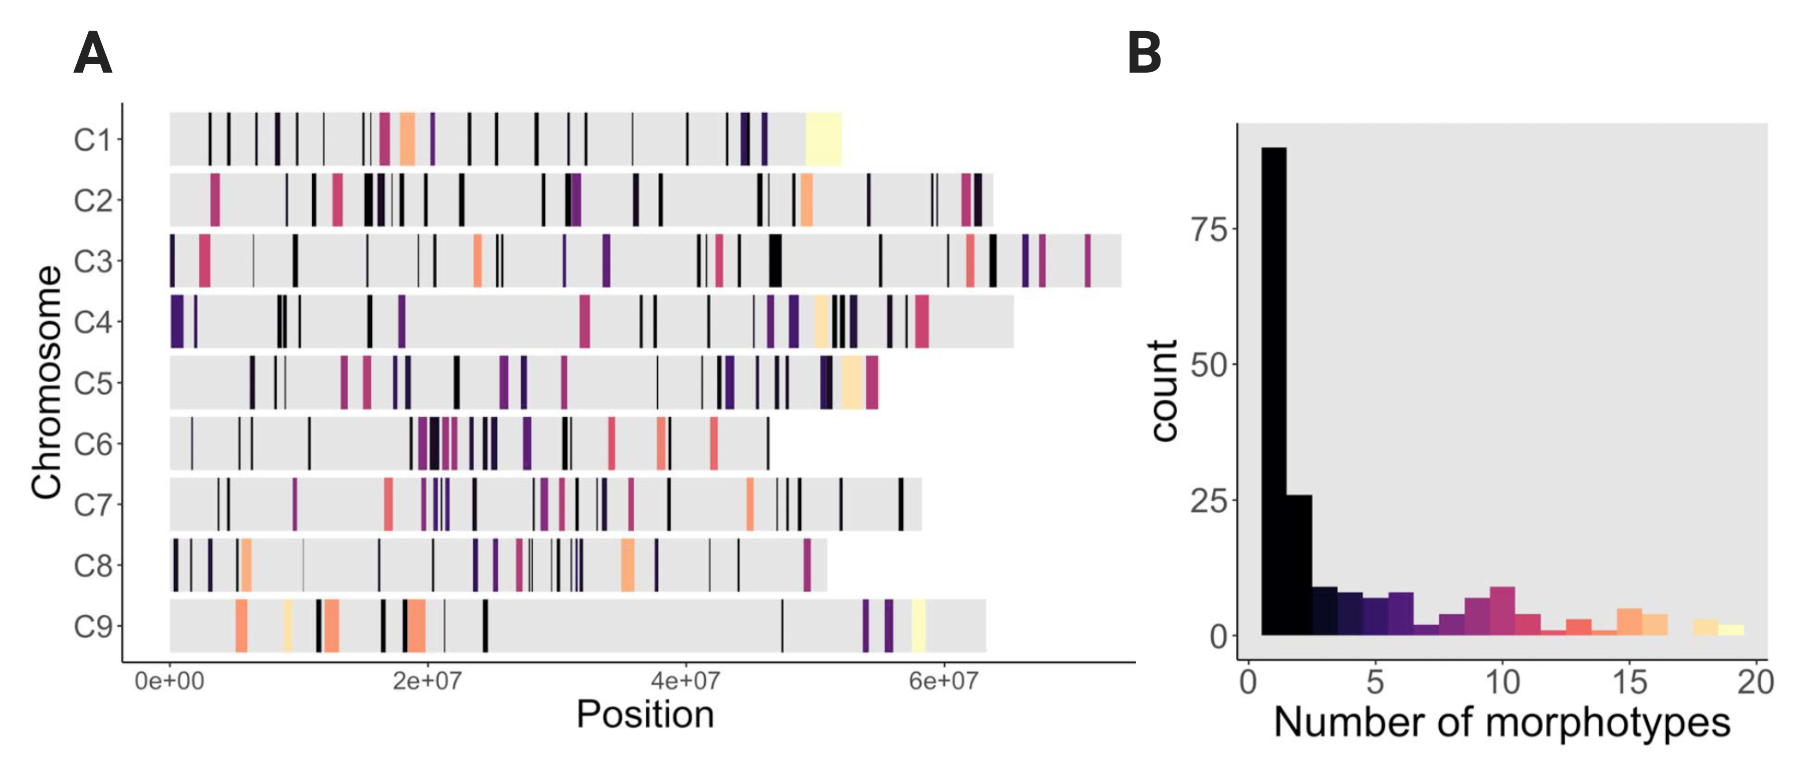 A
B
Chromosome
C1
C2
C3
C4
C5
C6
C7
C8
C9
0e+00 2e+07 4e+07 6e+07
Position
count
75
50
25
0
0 5 10 15 20
Number of morphotypes